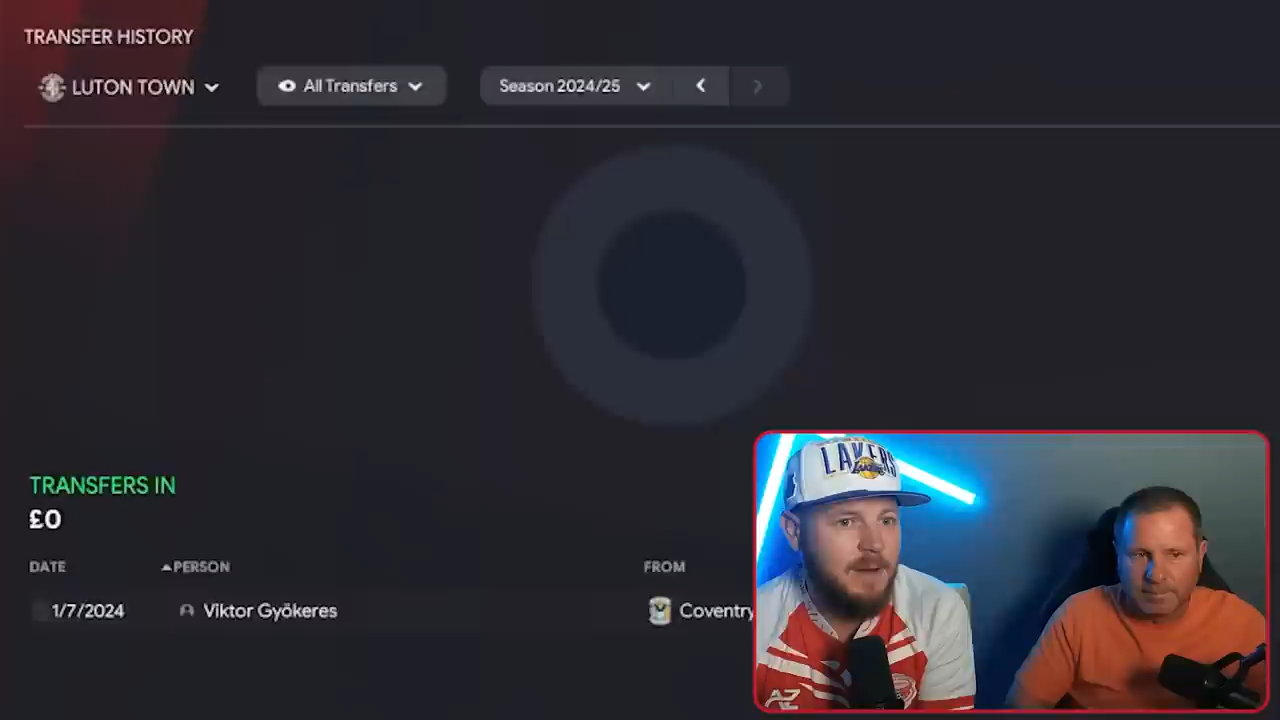 TRANSFER HISTORY
LUTON TOWN
All Transfers
Season 2024/25
TRANSFERS IN
£0
DATE
PERSON
FROM
1/7/2024
Viktor Gyökeres
Coventry
LAKERS